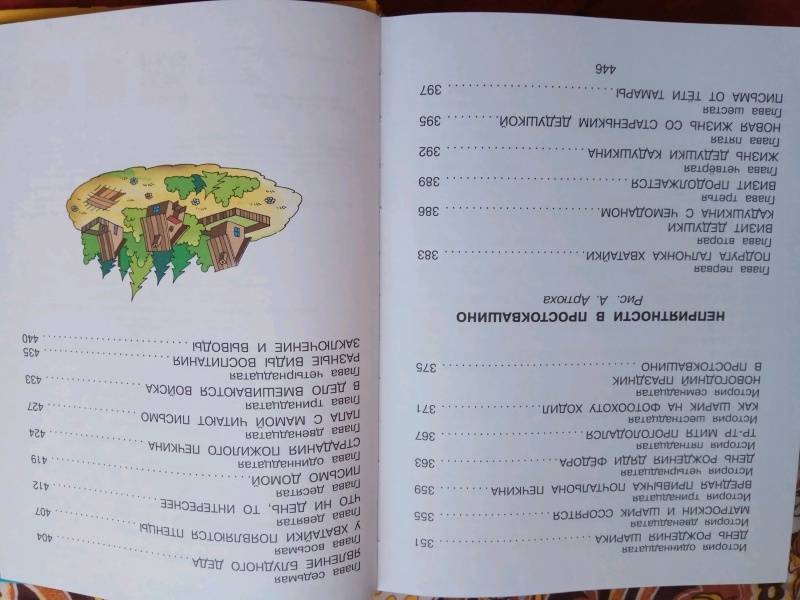 История одиннадцатая
ДЕНЬ РОЖДЕНИЯ ШАРИКА ........ 351
История двенадцатая
МАТРОСКИН И ШАРИК ССОРЯТСЯ ........ 355
История тринадцатая
ВРЕДНАЯ ПРИВЫЧКА ПОЧТАЛЬОНА ПЕЧКИНА ........ 359
История четырнадцатая
ДЕНЬ РОЖДЕНИЯ ДЯДИ ФЁДОРА ........ 363
История пятнадцатая
ТР-ТР МИТЯ ПРОГОЛОДАЛСЯ ........ 367
История шестнадцатая
КАК ШАРИК НА ФОТООХОТУ ХОДИЛ ........ 371
История семнадцатая
НОВОГОДНИЙ ПРАЗДНИК
В ПРОСТОКВАШИНО ........ 375
НЕПРИЯТНОСТИ В ПРОСТОКВАШИНО
Рис. А. Артюха
Глава первая
ПОДРУГА ГАЛЧОНКА ХВАТАЙКИ ........ 383
Глава вторая
ВИЗИТ ДЕДУШКИ
КАДУШКИНА С ЧЕМОДАНОМ ........ 386
Глава третья
ВИЗИТ ПРОДОЛЖАЕТСЯ ........ 389
Глава четвёртая
ЖИЗНЬ ДЕДУШКИ КАДУШКИНА ........ 392
Глава пятая
НОВАЯ ЖИЗНЬ СО СТАРЕНЬКИМ ДЕДУШКОЙ ........ 395
Глава шестая
ПИСЬМА ОТ ТЁТИ ТАМАРЫ ........ 397
446
Глава седьмая
ЯВЛЕНИЕ БЛУДНОГО ДЕДА ........ 404
Глава восьмая
У ХВАТАЙКИ ПОЯВЛЯЮТСЯ ПТЕНЦЫ ........ 407
Глава девятая
ЧТО НИ ДЕНЬ, ТО ИНТЕРЕСНЕЕ ........ 412
Глава десятая
ПИСЬМО ДОМОЙ ........ 419
Глава одиннадцатая
СТРАДАНИЯ ПОЖИЛОГО ПЕЧКИНА ........ 424
Глава двенадцатая
ПАПА С МАМОЙ ЧИТАЮТ ПИСЬМО ........ 427
Глава тринадцатая
В ДЕЛО ВМЕШИВАЮТСЯ ВОЙСКА ........ 433
Глава четырнадцатая
РАЗНЫЕ ВИДЫ ВОСПИТАНИЯ ........ 435
ЗАКЛЮЧЕНИЕ И ВЫВОДЫ ........ 440